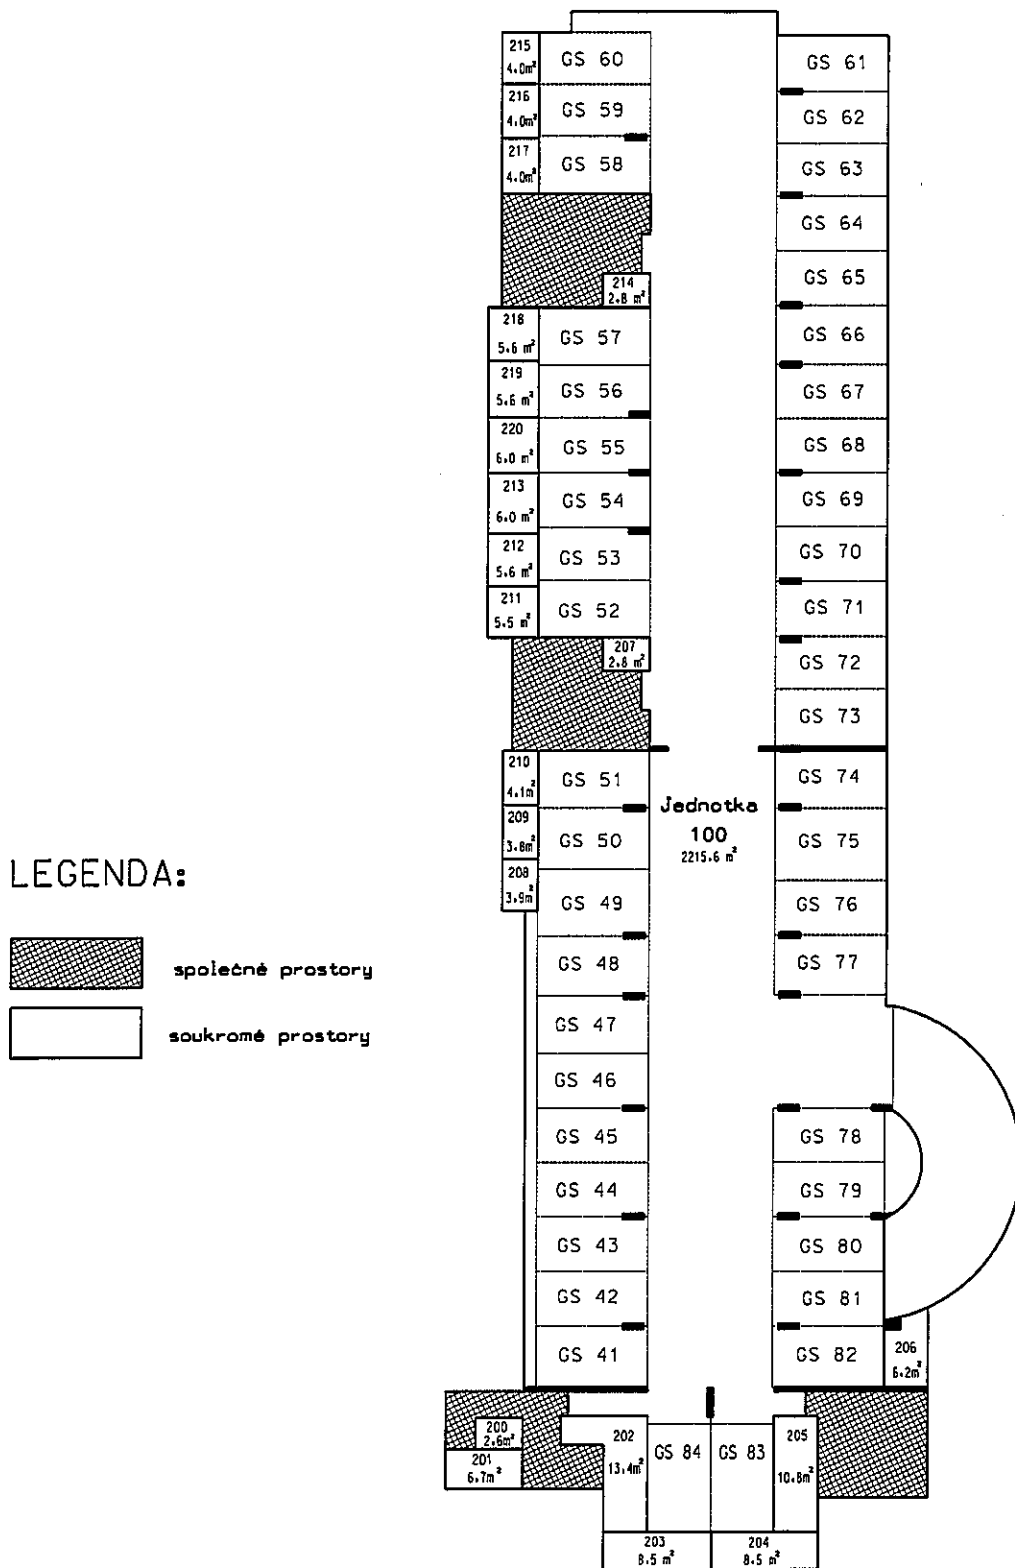 215
4.0m²
GS 60
GS 61
216
4.0m²
GS 59
GS 62
217
4.0m²
GS 58
GS 63
GS 64
GS 65
214
2.8 m²
218
5.6 m²
GS 57
GS 66
219
5.6 m²
GS 56
GS 67
220
6.0 m²
GS 55
GS 68
213
6.0 m²
GS 54
GS 69
212
5.6 m²
GS 53
GS 70
211
5.5 m²
GS 52
GS 71
207
2.8 m²
GS 72
GS 73
210
4.1m²
GS 51
GS 74
Jednotka
100
2215.6 m²
209
3.8m²
GS 50
GS 75
208
3.9m²
GS 49
GS 76
GS 48
GS 77
LEGENDA:
společné prostory
soukromé prostory
GS 47
GS 46
GS 45
GS 78
GS 44
GS 79
GS 43
GS 80
GS 42
GS 81
GS 41
GS 82
206
6.2m²
200
2.6m²
201
6.7m²
202
13.4m²
GS 84
GS 83
205
10.8m²
203
8.5 m²
204
8.5 m²